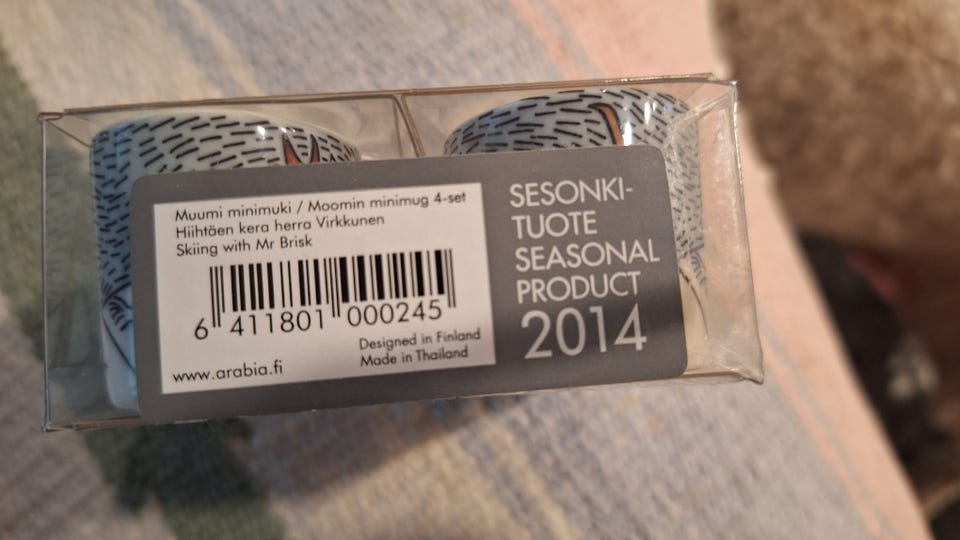 Muumi minimuki / Moomin minimug 4-set
Hiihtäen kera herra Virkkunen
Skiing with Mr Brisk
6 411801 000245
Designed in Finland
Made in Thailand
www.arabia.fi
SESONKI-
TUOTE
SEASONAL
PRODUCT
2014